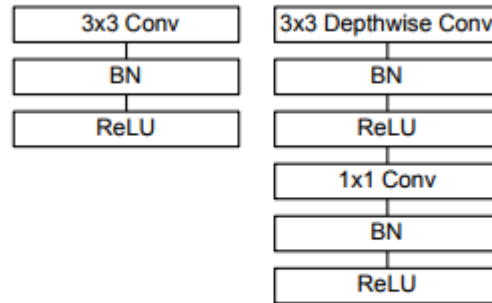 3x3 Conv
BN
ReLU
3x3 Depthwise Conv
BN
ReLU
1x1 Conv
BN
ReLU